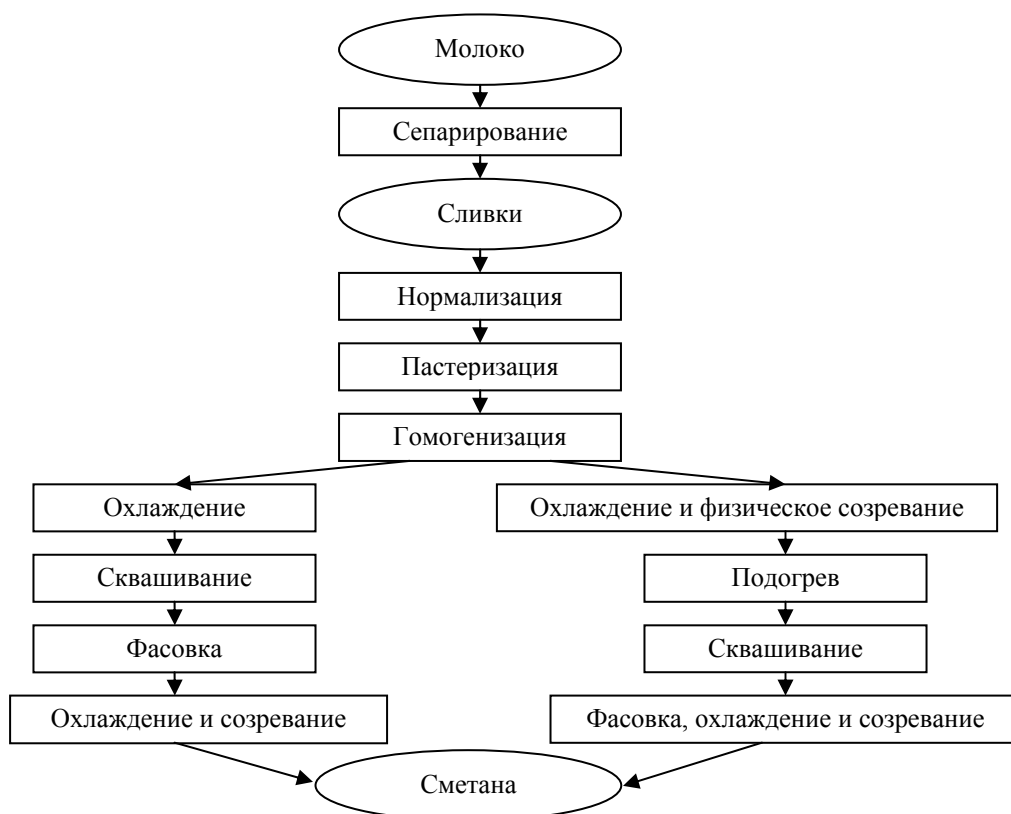 Молоко
Сепарирование
Сливки
Нормализация
Пастеризация
Гомогенизация
Охлаждение
Охлаждение и физическое созревание
Сквашивание
Подогрев
Фасовка
Сквашивание
Охлаждение и созревание
Фасовка, охлаждение и созревание
Сметана